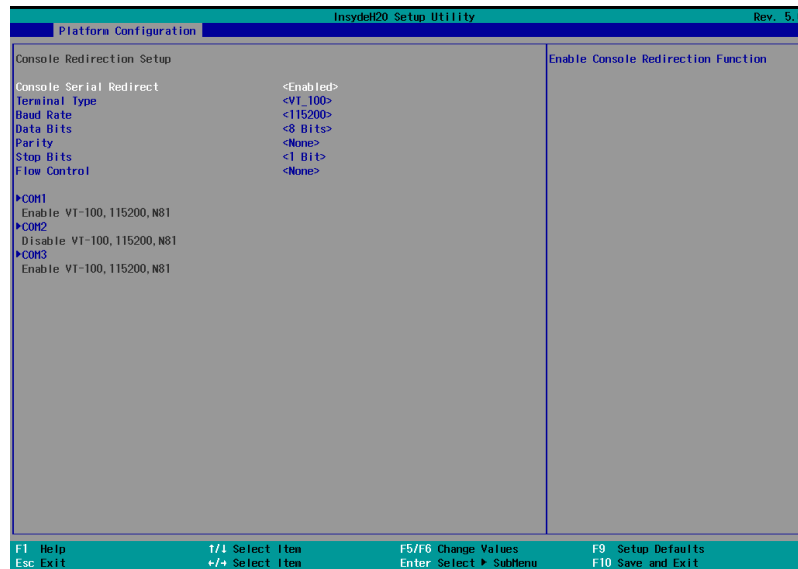 InsydeH2O Setup Utility Rev. 5.
Platform Configuration
Console Redirection Setup
Enable Console Redirection Function
Console Serial Redirect <Enabled>
Terminal Type <VT_100>
Baud Rate <115200>
Data Bits <8 Bits>
Parity <None>
Stop Bits <1 Bit>
Flow Control <None>
►COM1
Enable VT-100,115200,N81
►COM2
Disable VT-100,115200,N81
►COM3
Enable VT-100,115200,N81
F1 Help ↑/↓ Select Item F5/F6 Change Values F9 Setup Defaults
Esc Exit ←/→ Select Item Enter Select ► SubMenu F10 Save and Exit